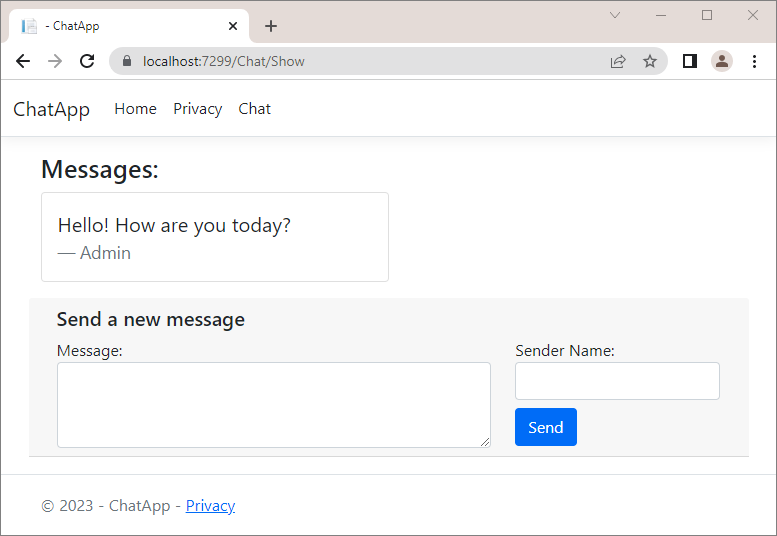 - ChatApp
localhost:7299/Chat/Show
ChatApp Home Privacy Chat
Messages:
Hello! How are you today?
— Admin
Send a new message
Message:
Sender Name:
Send
© 2023 - ChatApp - Privacy